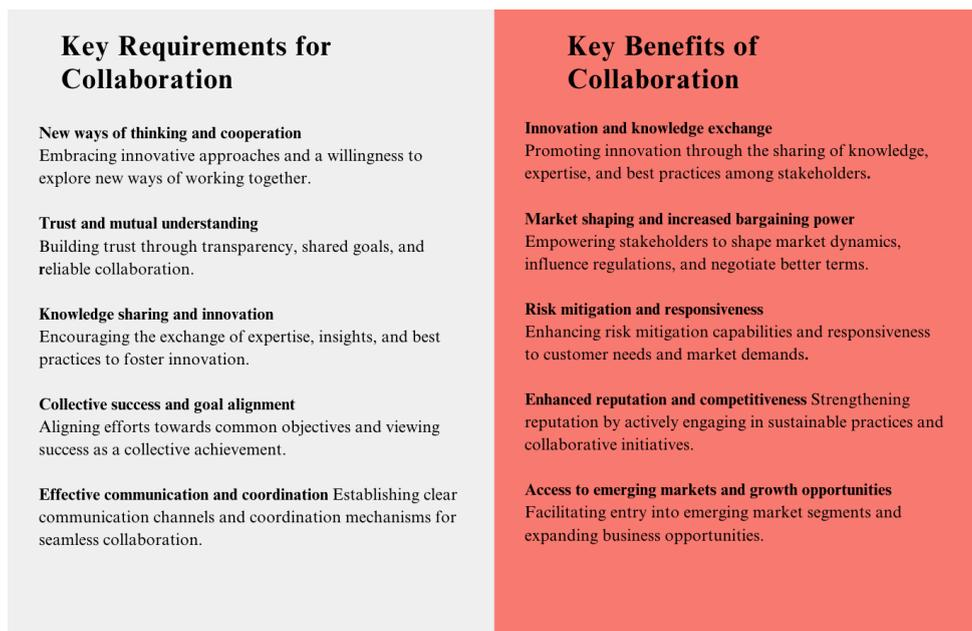 Key Requirements for
Collaboration
New ways of thinking and cooperation
Embracing innovative approaches and a willingness to
explore new ways of working together.
Trust and mutual understanding
Building trust through transparency, shared goals, and
reliable collaboration.
Knowledge sharing and innovation
Encouraging the exchange of expertise, insights, and best
practices to foster innovation.
Collective success and goal alignment
Aligning efforts towards common objectives and viewing
success as a collective achievement.
Effective communication and coordination Establishing clear
communication channels and coordination mechanisms for
seamless collaboration.
Key Benefits of
Collaboration
Innovation and knowledge exchange
Promoting innovation through the sharing of knowledge,
expertise, and best practices among stakeholders.
Market shaping and increased bargaining power
Empowering stakeholders to shape market dynamics,
influence regulations, and negotiate better terms.
Risk mitigation and responsiveness
Enhancing risk mitigation capabilities and responsiveness
to customer needs and market demands.
Enhanced reputation and competitiveness Strengthening
reputation by actively engaging in sustainable practices and
collaborative initiatives.
Access to emerging markets and growth opportunities
Facilitating entry into emerging market segments and
expanding business opportunities.